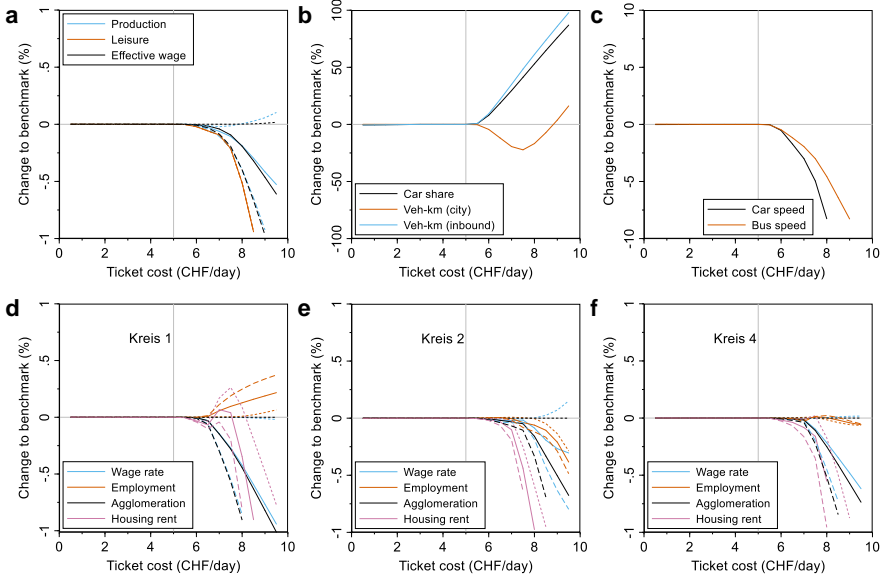 a
Production
Leisure
Effective wage
Change to benchmark (%)
1
.5
0
-.5
-1
0
2
4
6
8
10
Ticket cost (CHF/day)
b
Car share
Veh-km (city)
Veh-km (inbound)
Change to benchmark (%)
100
50
0
-50
-100
0
2
4
6
8
10
Ticket cost (CHF/day)
c
Car speed
Bus speed
Change to benchmark (%)
10
5
0
-5
-10
0
2
4
6
8
10
Ticket cost (CHF/day)
d
Kreis 1
Wage rate
Employment
Agglomeration
Housing rent
Change to benchmark (%)
1
.5
0
-.5
-1
0
2
4
6
8
10
Ticket cost (CHF/day)
e
Kreis 2
Wage rate
Employment
Agglomeration
Housing rent
Change to benchmark (%)
1
.5
0
-.5
-1
0
2
4
6
8
10
Ticket cost (CHF/day)
f
Kreis 4
Wage rate
Employment
Agglomeration
Housing rent
Change to benchmark (%)
1
.5
0
-.5
-1
0
2
4
6
8
10
Ticket cost (CHF/day)